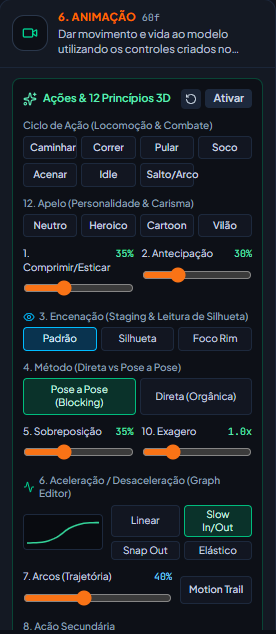 6. ANIMAÇÃO 60f
Dar movimento e vida ao modelo
utilizando os controles criados no...
Ações & 12 Princípios 3D Ativar
Ciclo de Ação (Locomoção & Combate)
Caminhar Correr Pular Soco
Acenar Idle Salto/Arco
12. Apelo (Personalidade & Carisma)
Neutro Heroico Cartoon Vilão
1. Comprimir/Esticar 35% 2. Antecipação 30%
3. Encenação (Staging & Leitura de Silhueta)
Padrão Silhueta Foco Rim
4. Método (Direta vs Pose a Pose)
Pose a Pose
(Blocking) Direta (Orgânica)
5. Sobreposição 35% 10. Exagero 1.0x
6. Aceleração / Desaceleração (Graph
Editor)
Linear Slow
In/Out
Snap Out Elástico
7. Arcos (Trajetória) 40% Motion Trail
8. Ação Secundária